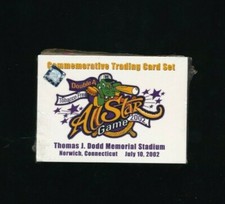 Commemorative Trading Card Set
Double A
All Star
Game
2002
Thomas J. Dodd Memorial Stadium
Norwich, Connecticut July 10, 2002